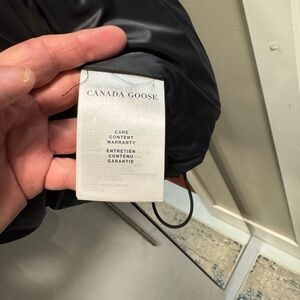 CANADA GOOSE
CARE
CONTENT
WARRANTY
ENTRETIEN
CONTENU
GARANTIE